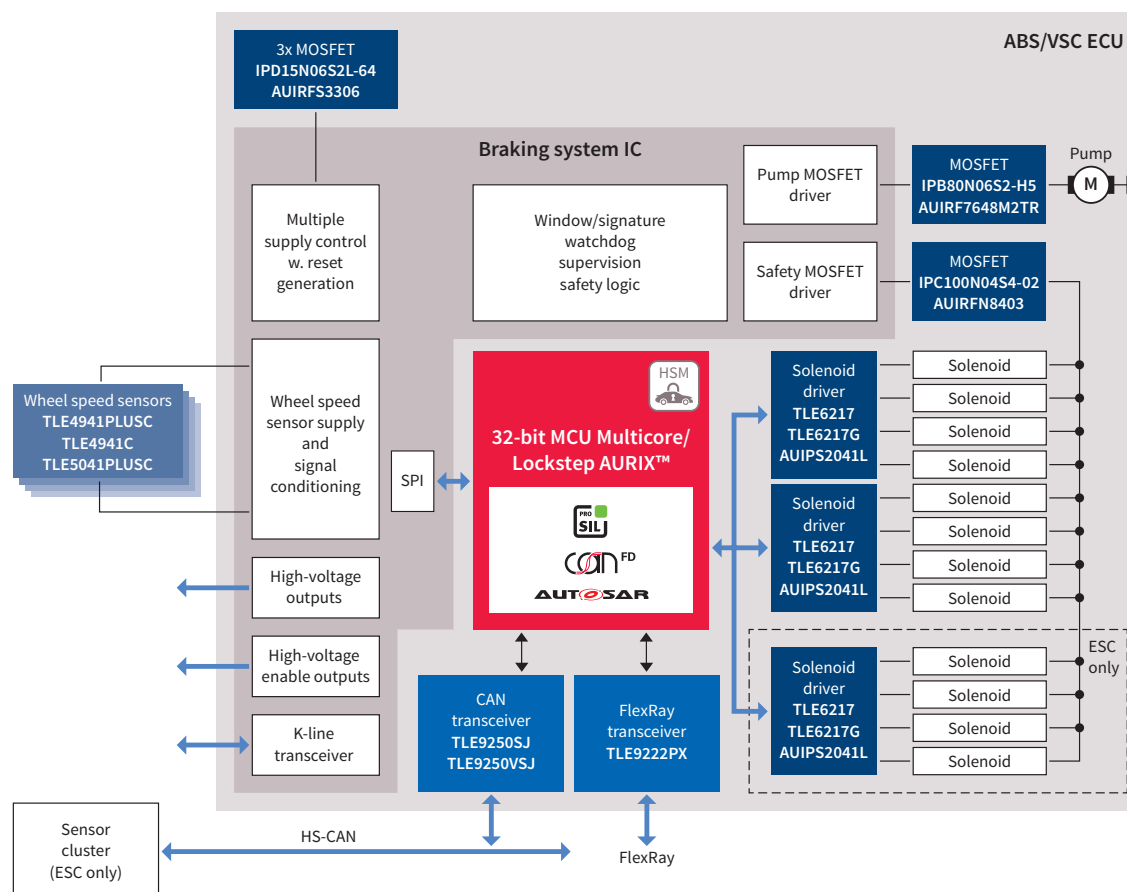 ABS/VSC ECU
3x MOSFET
IPD15N06S2L-64
AUIRFS3306
Braking system IC
Multiple
supply control
w. reset
generation
Window/signature
watchdog
supervision
safety logic
Pump MOSFET
driver
MOSFET
IPB80N06S2-H5
AUIRF7648M2TR
Pump
M
Safety MOSFET
driver
MOSFET
IPC100N04S4-02
AUIRFN8403
Wheel speed sensors
TLE4941PLUSC
TLE4941C
TLE5041PLUSC
Wheel speed
sensor supply
and
signal
conditioning
SPI
HSM
32-bit MCU Multicore/
Lockstep AURIX™
PRO
SIL
CAN FD
AUTOSAR
Solenoid
driver
TLE6217
TLE6217G
AUIPS2041L
Solenoid
Solenoid
Solenoid
Solenoid
Solenoid
driver
TLE6217
TLE6217G
AUIPS2041L
Solenoid
Solenoid
Solenoid
Solenoid
ESC
only
Solenoid
driver
TLE6217
TLE6217G
AUIPS2041L
Solenoid
Solenoid
Solenoid
Solenoid
High-voltage
outputs
High-voltage
enable outputs
K-line
transceiver
CAN
transceiver
TLE9250SJ
TLE9250VSJ
FlexRay
transceiver
TLE9222PX
Sensor
cluster
(ESC only)
HS-CAN
FlexRay